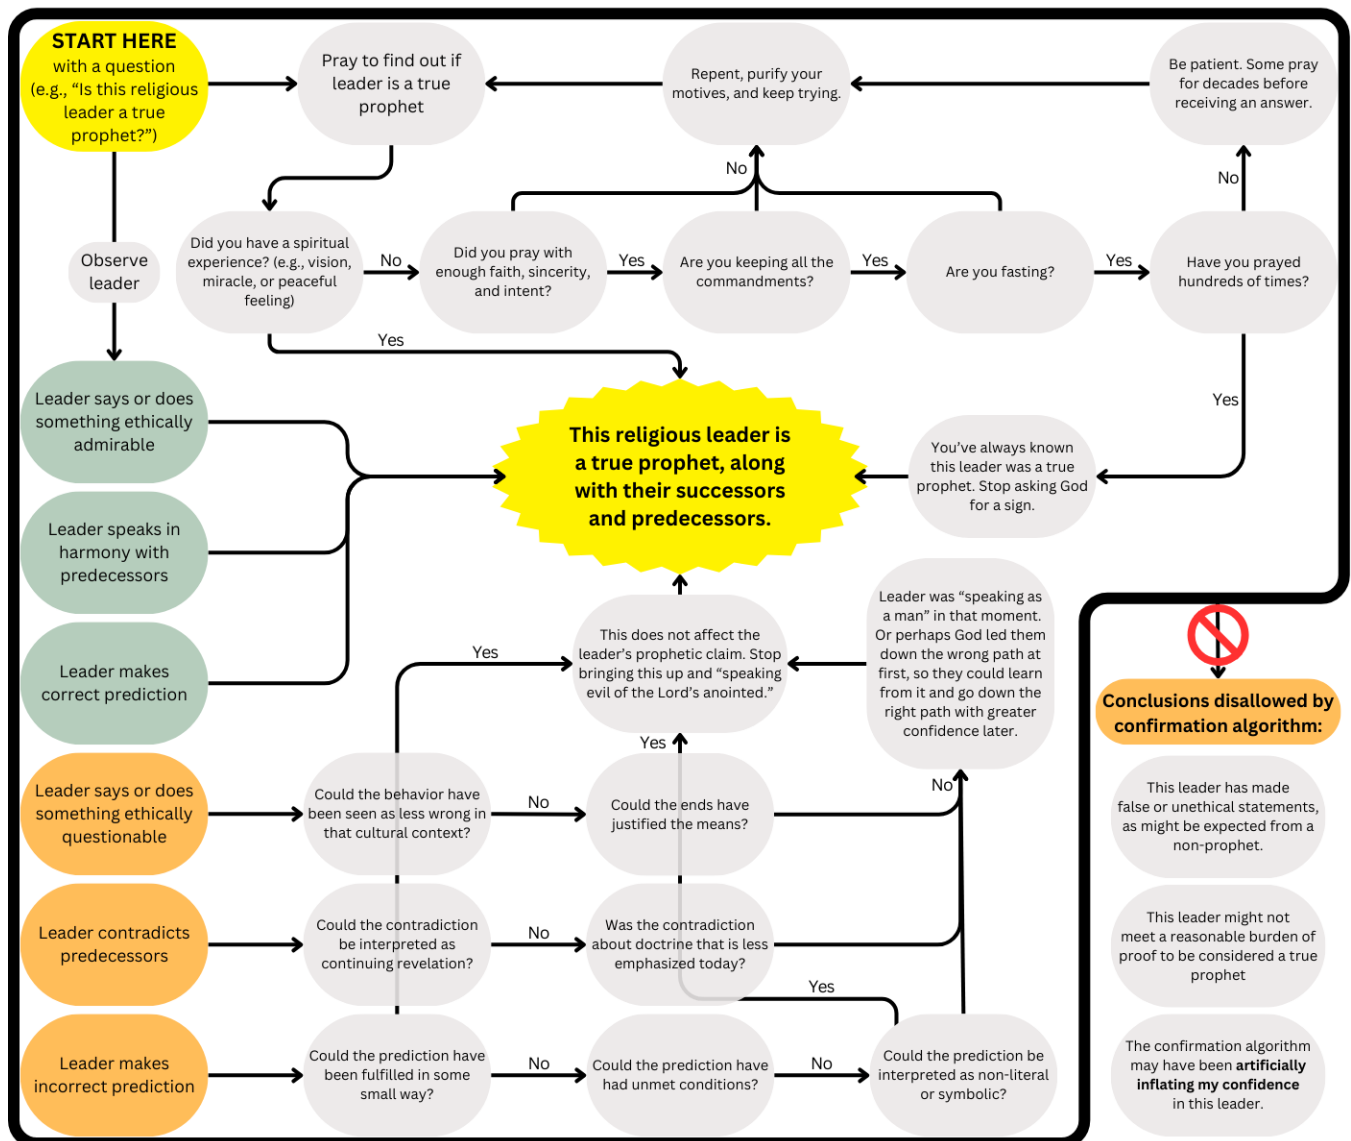 START HERE
with a question
(e.g., “Is this religious
leader a true
prophet?”)
Pray to find out if
leader is a true
prophet
Repent, purify your
motives, and keep trying.
Be patient. Some pray
for decades before
receiving an answer.
No
No
Observe
leader
Did you have a spiritual
experience? (e.g., vision,
miracle, or peaceful
feeling)
No
Did you pray with
enough faith, sincerity,
and intent?
Yes
Are you keeping all the
commandments?
Yes
Are you fasting?
Yes
Have you prayed
hundreds of times?
Yes
Yes
Leader says or does
something ethically
admirable
Leader speaks in
harmony with
predecessors
Leader makes
correct prediction
This religious leader is
a true prophet, along
with their successors
and predecessors.
You’ve always known
this leader was a true
prophet. Stop asking God
for a sign.
Yes
This does not affect the
leader’s prophetic claim. Stop
bringing this up and “speaking
evil of the Lord’s anointed.”
Leader was “speaking as
a man” in that moment.
Or perhaps God led them
down the wrong path at
first, so they could learn
from it and go down the
right path with greater
confidence later.
Yes
No
Leader says or does
something ethically
questionable
Could the behavior have
been seen as less wrong in
that cultural context?
No
Could the ends have
justified the means?
Leader contradicts
predecessors
Could the contradiction
be interpreted as
continuing revelation?
No
Was the contradiction
about doctrine that is less
emphasized today?
Yes
Leader makes
incorrect prediction
Could the prediction have
been fulfilled in some
small way?
No
Could the prediction have
had unmet conditions?
No
Could the prediction be
interpreted as non-literal
or symbolic?
Conclusions disallowed by
confirmation algorithm:
This leader has made
false or unethical statements,
as might be expected from a
non-prophet.
This leader might not
meet a reasonable burden of
proof to be considered a true
prophet
The confirmation algorithm
may have been artificially
inflating my confidence
in this leader.